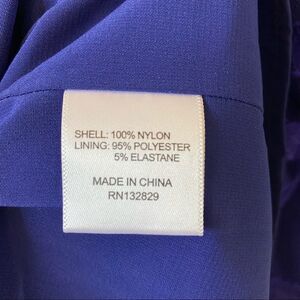 SHELL: 100% NYLON
LINING: 95% POLYESTER
5% ELASTANE
MADE IN CHINA
RN132829